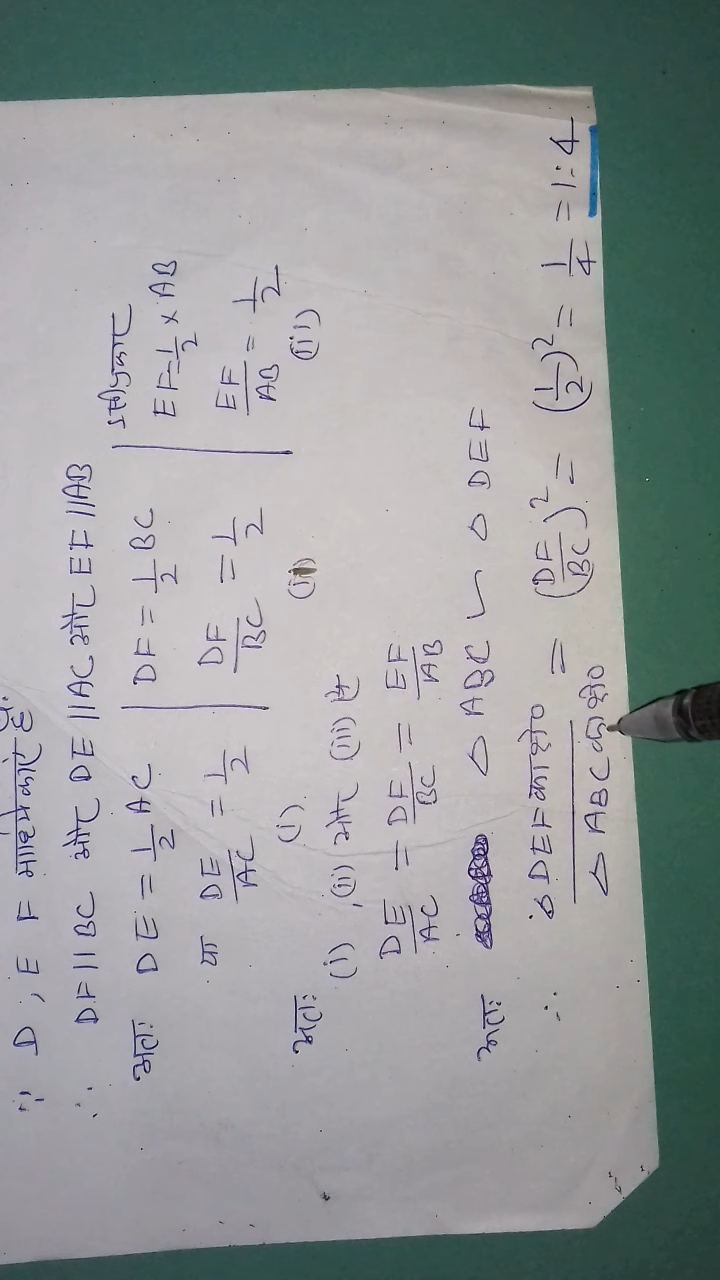 ∵ D, E F माध्यिकाएं हैं.
∴ DF || BC और DE || AC और EF || AB
अतः DE = 1/2 AC | DF = 1/2 BC | इसीप्रकार EF = 1/2 × AB
या DE/AC = 1/2 | DF/BC = 1/2 | EF/AB = 1/2
(i) (ii) (iii)
अतः (i), (ii) और (iii) से
DE/AC = DF/BC = EF/AB
अतः △ ABC ∽ △ DEF
∴ △ DEF का क्षे० / △ ABC का क्षे० = (DF/BC)² = (1/2)² = 1/4 = 1:4